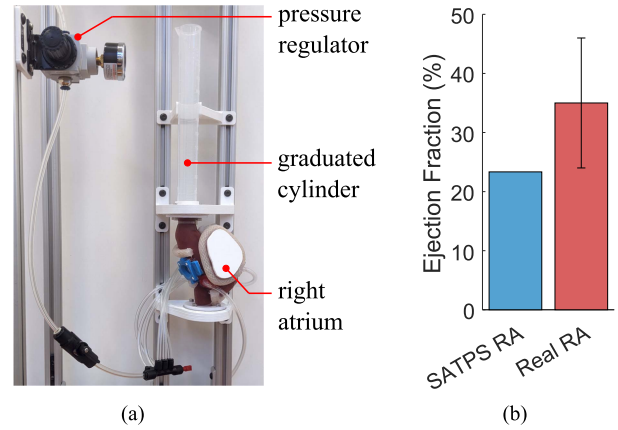 pressure
regulator
graduated
cylinder
right
atrium
(a)
Ejection Fraction (%)
50
40
30
20
10
0
SATPS RA
Real RA
(b)